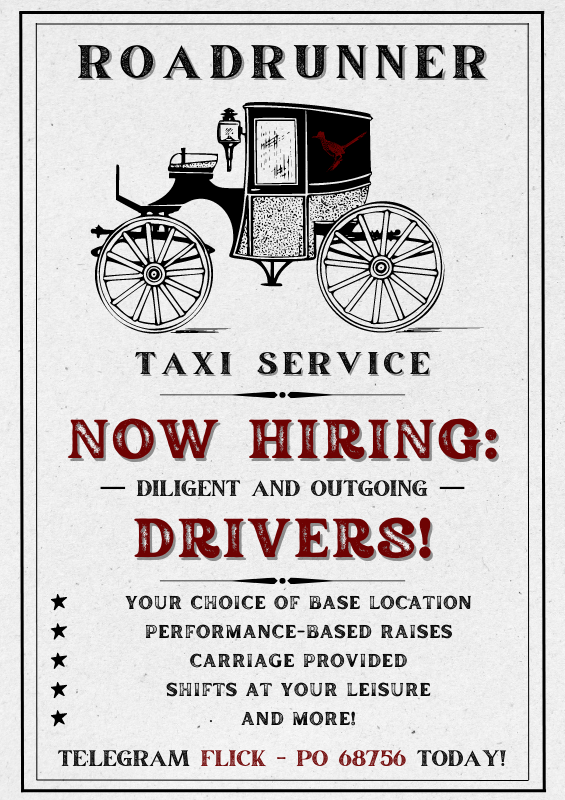 ROADRUNNER
TAXI SERVICE
NOW HIRING:
DILIGENT AND OUTGOING
DRIVERS!
YOUR CHOICE OF BASE LOCATION
PERFORMANCE-BASED RAISES
CARRIAGE PROVIDED
SHIFTS AT YOUR LEISURE
AND MORE!
TELEGRAM FLICK - PO 68756 TODAY!